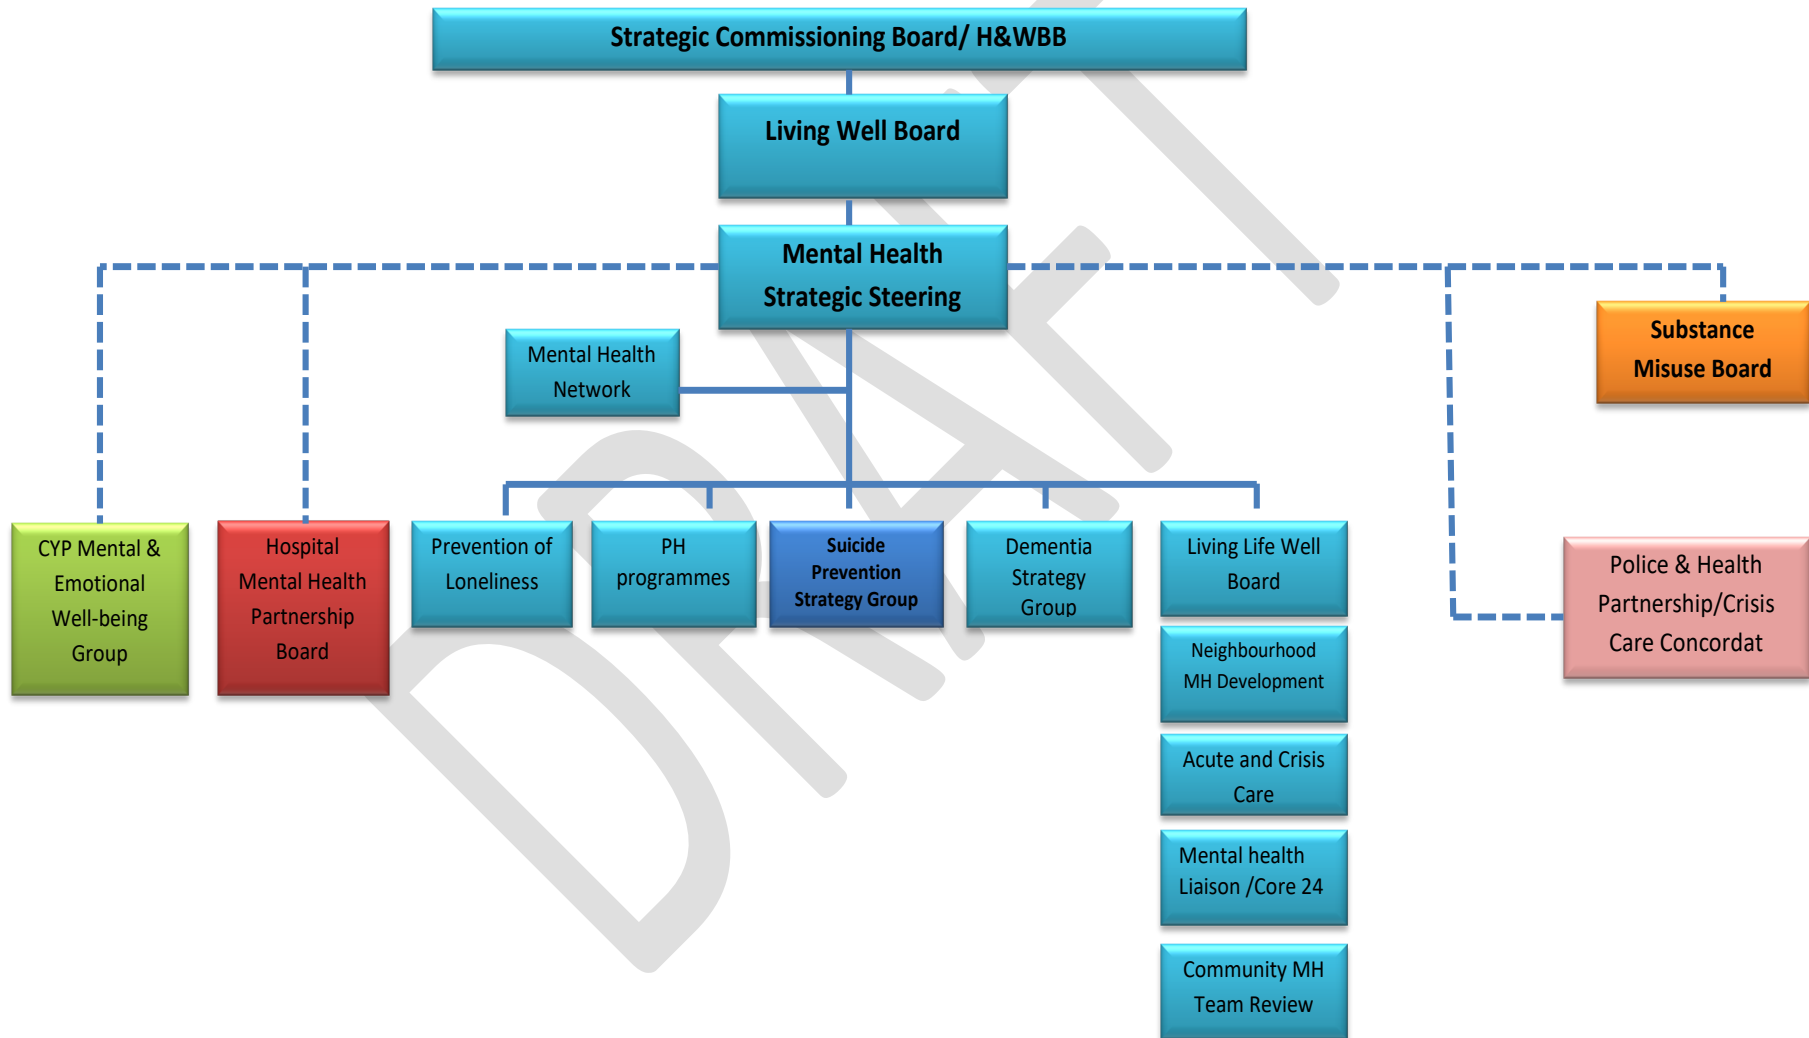 Strategic Commissioning Board/ H&WBB
Living Well Board
Mental Health
Strategic Steering
Mental Health
Network
Substance
Misuse Board
CYP Mental &
Emotional
Well-being
Group
Hospital
Mental Health
Partnership
Board
Prevention of
Loneliness
PH
programmes
Suicide
Prevention
Strategy Group
Dementia
Strategy
Group
Living Life Well
Board
Neighbourhood
MH Development
Acute and Crisis
Care
Mental health
Liaison /Core 24
Community MH
Team Review
Police & Health
Partnership/Crisis
Care Concordat
DRAFT